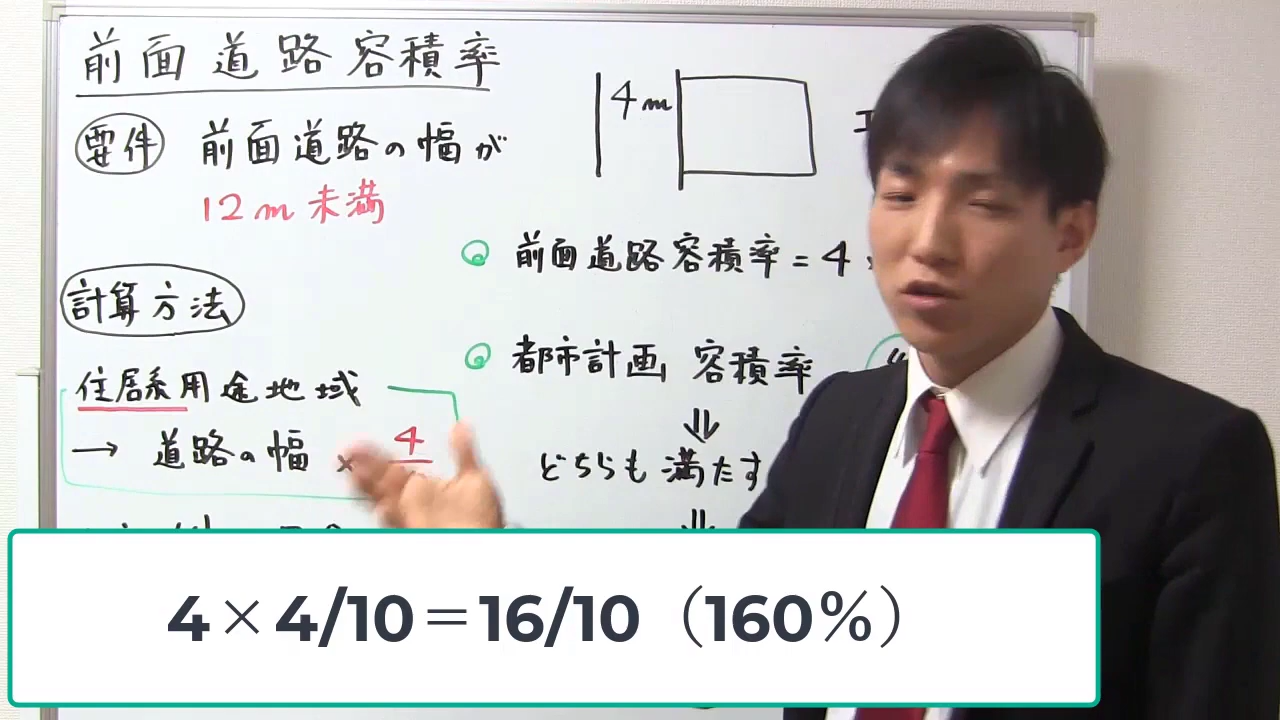 前面道路容積率
要件 前面道路の幅が
12m未満
計算方法
住居系用途地域
→ 道路の幅 × 4
4m
前面道路容積率=4
都市計画 容積率
⇓
どちらも満たす
⇓
4×4/10=16/10(160%)